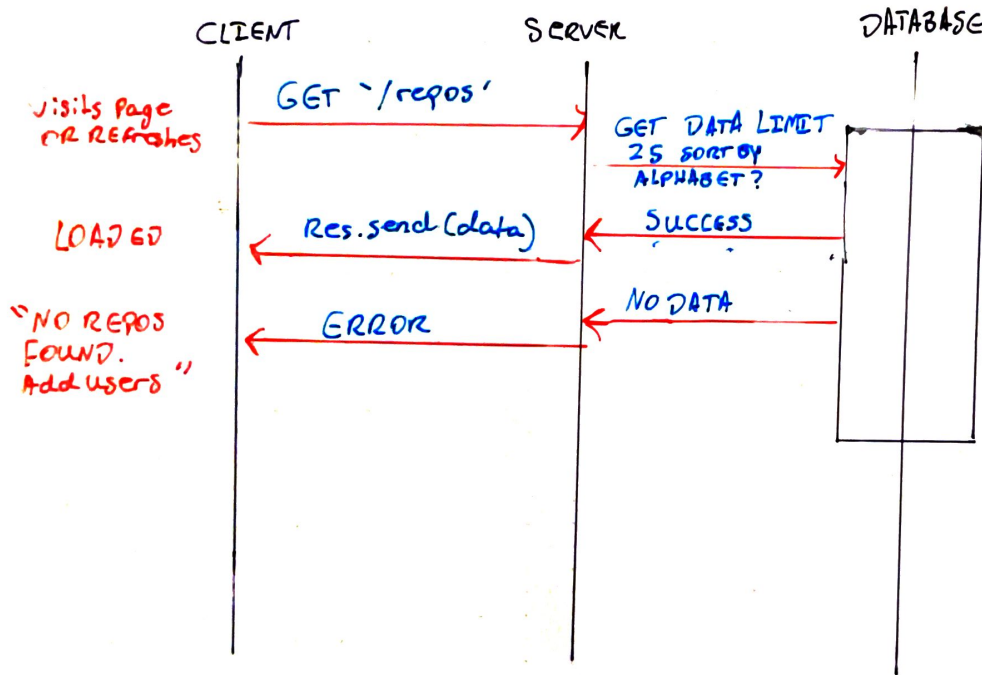 CLIENT
SERVER
DATABASE
visits page
OR REfreshes
GET '/repos'
GET DATA LIMIT
25 SORT BY
ALPHABET?
LOADED
Res.send(data)
SUCCESS
"NO REPOS
FOUND.
Add users"
ERROR
NO DATA